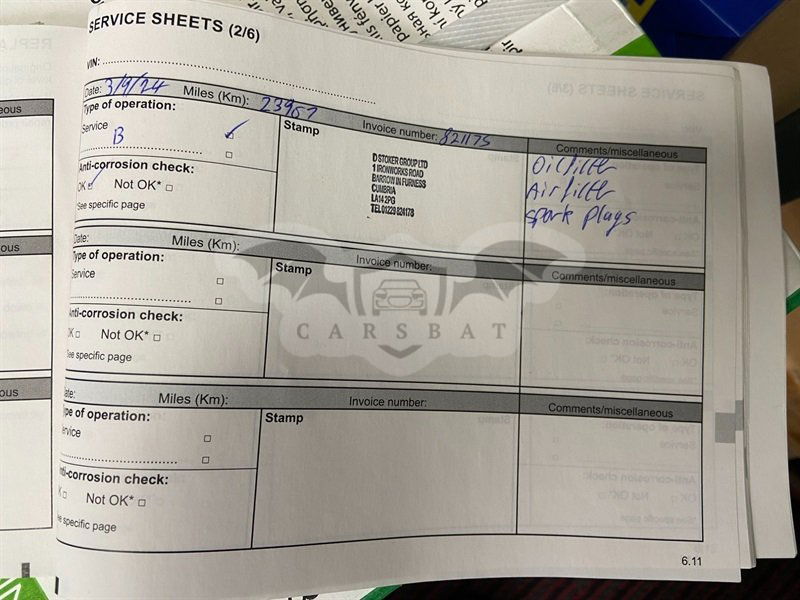 SERVICE SHEETS (2/6)
VIN:
Date: 3/9/24 Miles (Km): 23967 Invoice number: 821175 Comments/miscellaneous
Type of operation:
Service
B
Stamp
D STOKER GROUP LTD
1 IRONWORKS ROAD
BARROW IN FURNESS
CUMBRIA
LA14 2PG
Oil filter
Air filter
Spark plugs
Anti-corrosion check:
OK Not OK*
See specific page
Date: Miles (Km): Invoice number: Comments/miscellaneous
Type of operation:
Service
Stamp
Anti-corrosion check:
OK Not OK*
See specific page
CARSBAT
Date: Miles (Km): Invoice number: Comments/miscellaneous
Type of operation:
Service
Stamp
Anti-corrosion check:
Not OK*
See specific page
6.11